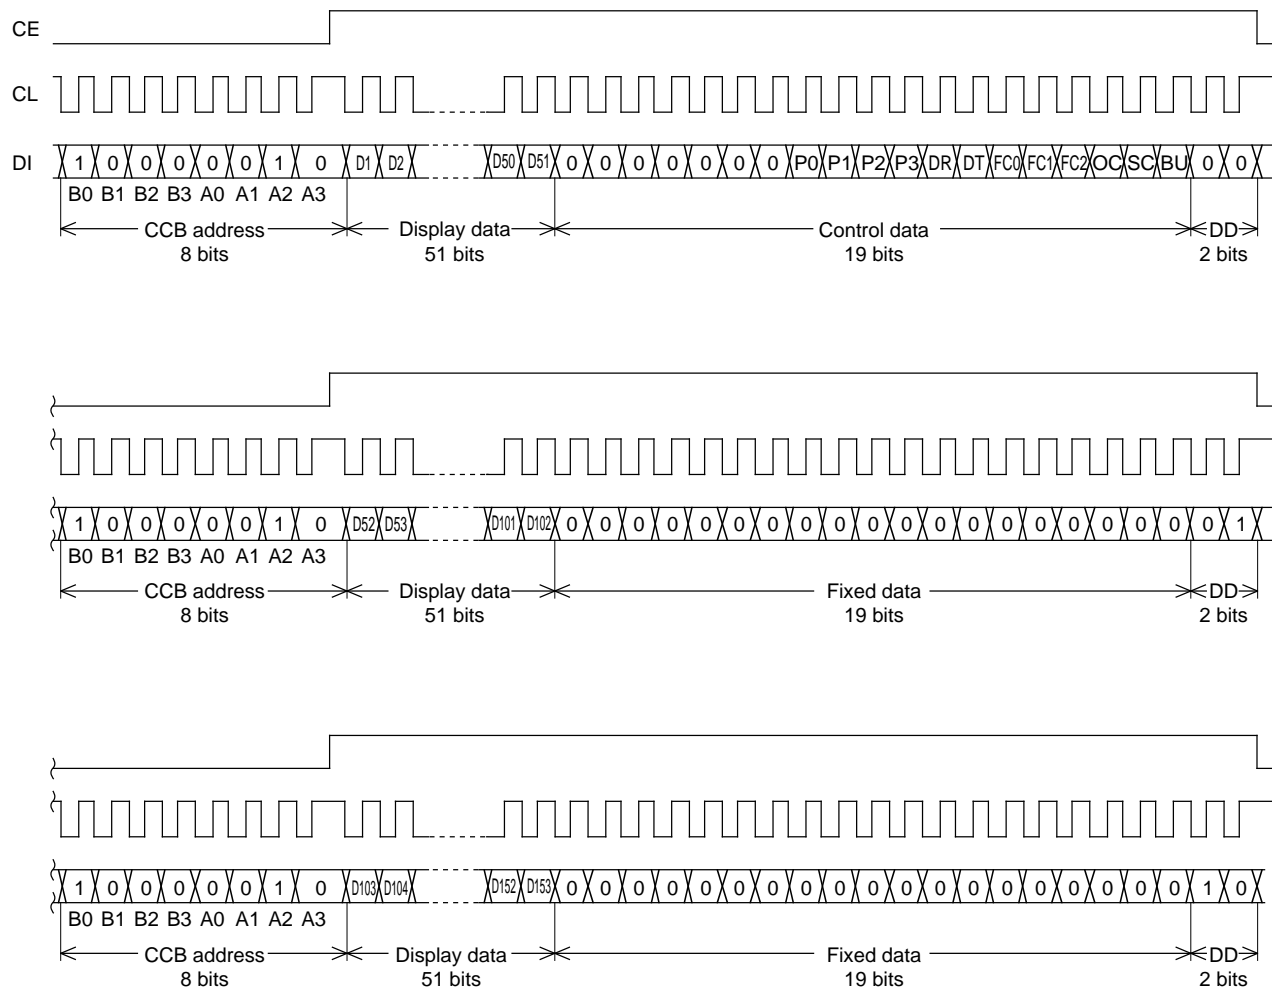 CE
CL
DI 1 0 0 0 0 0 1 0 D1 D2 D50 D51 0 0 0 0 0 0 0 P0 P1 P2 P3 DR DT FC0 FC1 FC2 OC SC BU 0 0
B0 B1 B2 B3 A0 A1 A2 A3
CCB address Display data Control data DD
8 bits 51 bits 19 bits 2 bits
1 0 0 0 0 0 1 0 D52 D53 D101 D102 0 0 0 0 0 0 0 0 0 0 0 0 0 0 0 0 0 0 0 0 1
B0 B1 B2 B3 A0 A1 A2 A3
CCB address Display data Fixed data DD
8 bits 51 bits 19 bits 2 bits
1 0 0 0 0 0 1 0 D103 D104 D152 D153 0 0 0 0 0 0 0 0 0 0 0 0 0 0 0 0 0 0 0 1 0
B0 B1 B2 B3 A0 A1 A2 A3
CCB address Display data Fixed data DD
8 bits 51 bits 19 bits 2 bits